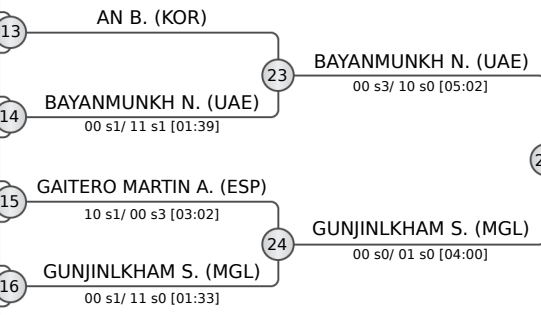 13
AN B. (KOR)
23
BAYANMUNKH N. (UAE)
00 s3/ 10 s0 [05:02]
14
BAYANMUNKH N. (UAE)
00 s1/ 11 s1 [01:39]
15
GAITERO MARTIN A. (ESP)
10 s1/ 00 s3 [03:02]
24
GUNJINLKHAM S. (MGL)
00 s0/ 01 s0 [04:00]
16
GUNJINLKHAM S. (MGL)
00 s1/ 11 s0 [01:33]